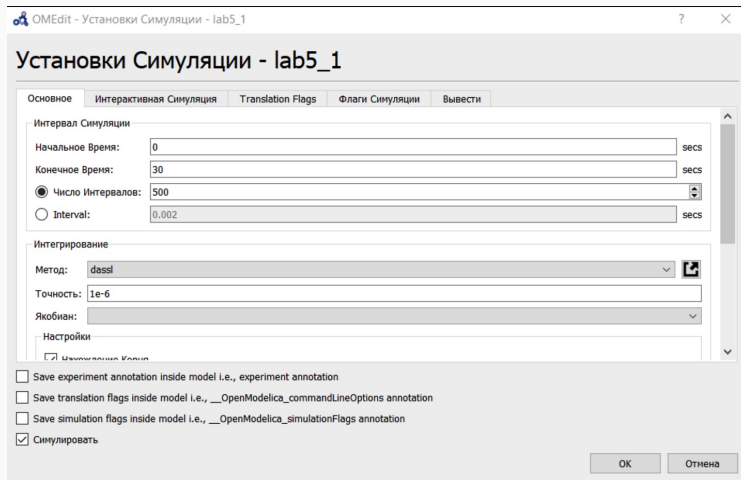 OMEdit - Установки Симуляции - lab5_1
Установки Симуляции - lab5_1
Основное Интерактивная Симуляция Translation Flags Флаги Симуляции Вывести
Интервал Симуляции
Начальное Время: 0 secs
Конечное Время: 30 secs
Число Интервалов: 500
Interval: 0.002 secs
Интегрирование
Метод: dassl
Точность: 1e-6
Якобиан:
Настройки
Нахождение Корня
Save experiment annotation inside model i.e., experiment annotation
Save translation flags inside model i.e., __OpenModelica_commandLineOptions annotation
Save simulation flags inside model i.e., __OpenModelica_simulationFlags annotation
Симулировать
OK Отмена